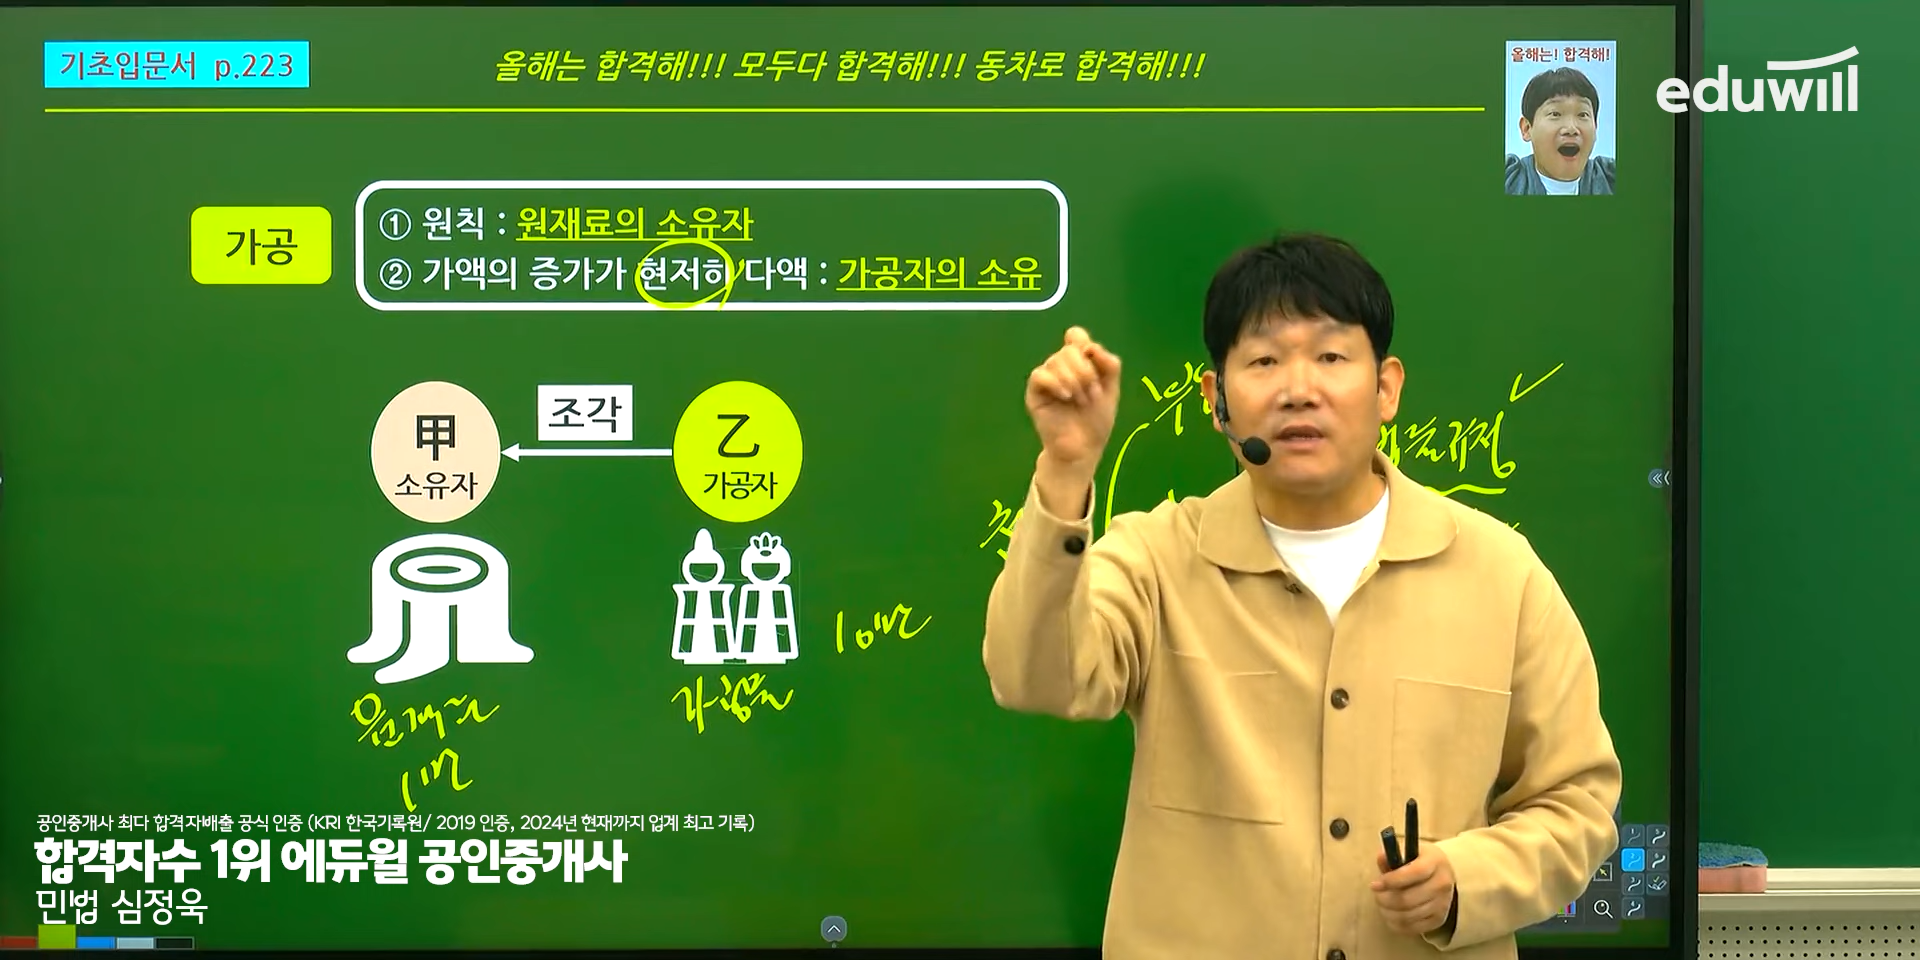 기초입문서 p.223
올해는 합격해!!! 모두다 합격해!!! 동차로 합격해!!!
올해는! 합격해!
eduwill
가공
① 원칙 : 원재료의 소유자
② 가액의 증가가 현저히 다액 : 가공자의 소유
甲
소유자
조각
乙
가공자
원재료
1만
가공물
10만
공인중개사 최다 합격자배출 공식 인증 (KRI 한국기록원/ 2019 인증, 2024년 현재까지 업계 최고 기록)
합격자수 1위 에듀윌 공인중개사
민법 심정욱